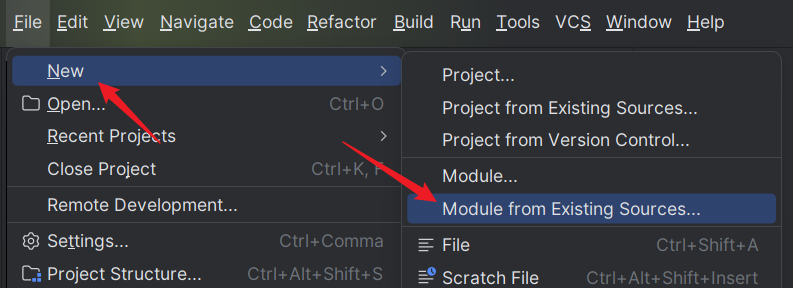 File Edit View Navigate Code Refactor Build Run Tools VCS Window Help
New
Open... Ctrl+O
Recent Projects
Close Project Ctrl+K, F
Remote Development...
Settings... Ctrl+Comma
Project Structure... Ctrl+Alt+Shift+S
Project...
Project from Existing Sources...
Project from Version Control...
Module...
Module from Existing Sources...
File Ctrl+Shift+A
Scratch File Ctrl+Alt+Shift+Insert